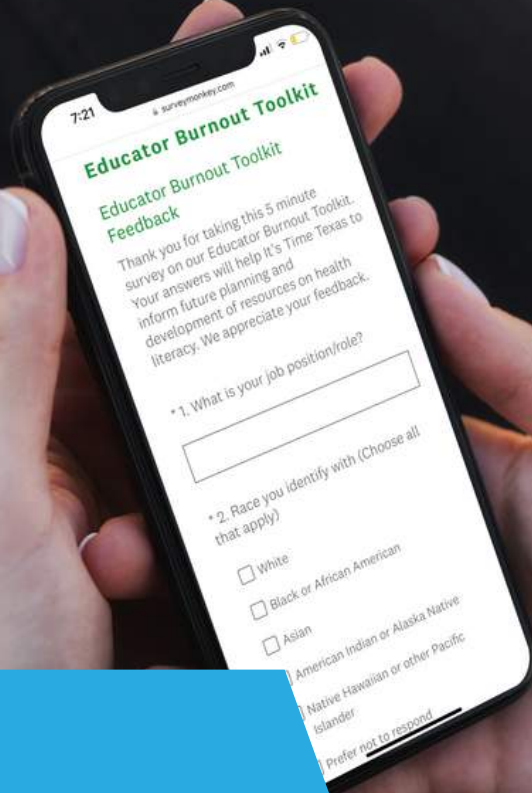 7:21
surveymonkey.com
Educator Burnout Toolkit
Educator Burnout Toolkit
Feedback
Thank you for taking this 5 minute
survey on our Educator Burnout Toolkit.
Your answers will help It's Time Texas to
inform future planning and
development of resources on health
literacy. We appreciate your feedback.
* 1. What is your job position/role?
* 2. Race you identify with (Choose all
that apply)
White
Black or African American
Asian
American Indian or Alaska Native
Native Hawaiian or other Pacific
Islander
Prefer not to respond